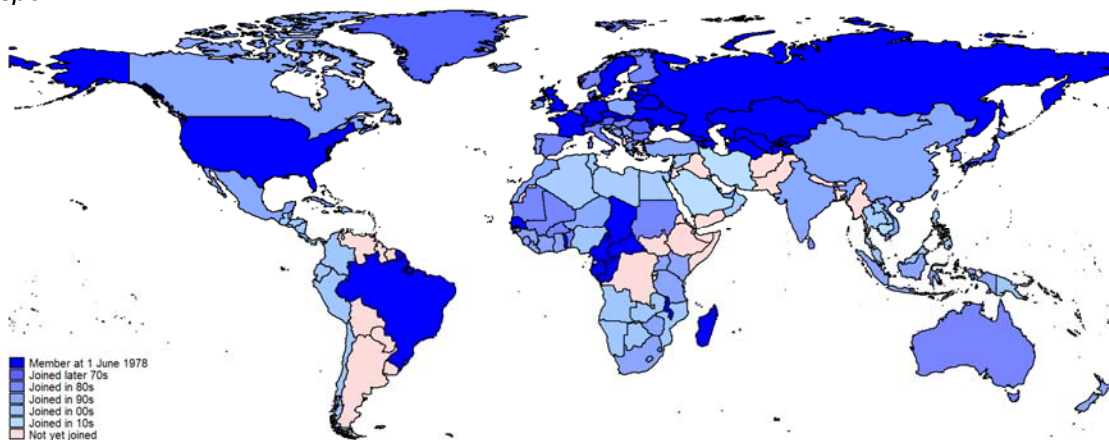 Member at 1 June 1978
Joined later 70s
Joined in 80s
Joined in 90s
Joined in 00s
Joined in 10s
Not yet joined